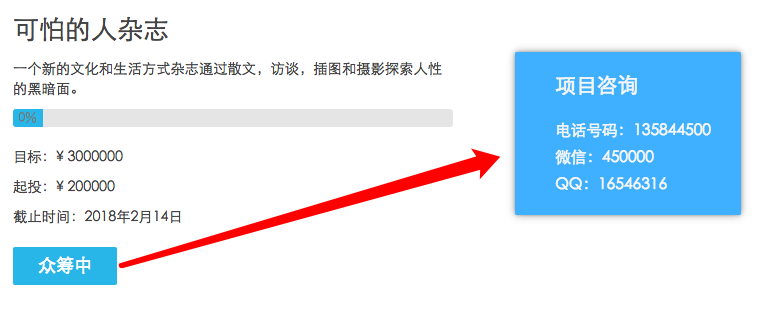 可怕的人杂志
一个新的文化和生活方式杂志通过散文，访谈，插图和摄影探索人性
的黑暗面。
0%
目标：¥ 3000000
起投：¥ 200000
截止时间：2018年2月14日
众筹中
项目咨询
电话号码：135844500
微信：450000
QQ：16546316